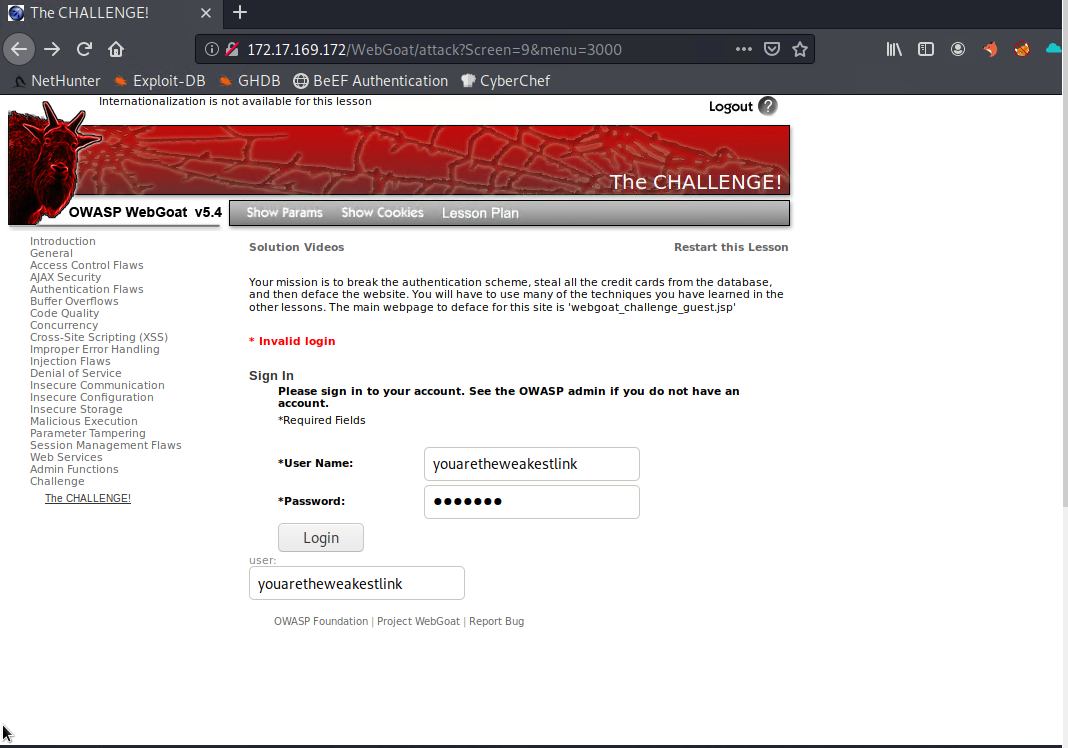 The CHALLENGE!
172.17.169.172/WebGoat/attack?Screen=9&menu=3000
NetHunter Exploit-DB GHDB BeEF Authentication CyberChef
Internationalization is not available for this lesson
Logout ?
The CHALLENGE!
OWASP WebGoat v5.4
Show Params Show Cookies Lesson Plan
Introduction
General
Access Control Flaws
AJAX Security
Authentication Flaws
Buffer Overflows
Code Quality
Concurrency
Cross-Site Scripting (XSS)
Improper Error Handling
Injection Flaws
Denial of Service
Insecure Communication
Insecure Configuration
Insecure Storage
Malicious Execution
Parameter Tampering
Session Management Flaws
Web Services
Admin Functions
Challenge
The CHALLENGE!
Solution Videos Restart this Lesson
Your mission is to break the authentication scheme, steal all the credit cards from the database,
and then deface the website. You will have to use many of the techniques you have learned in the
other lessons. The main webpage to deface for this site is 'webgoat_challenge_guest.jsp'
* Invalid login
Sign In
Please sign in to your account. See the OWASP admin if you do not have an
account.
*Required Fields
*User Name: youaretheweakestlink
*Password: ●●●●●●●
Login
user:
youaretheweakestlink
OWASP Foundation | Project WebGoat | Report Bug